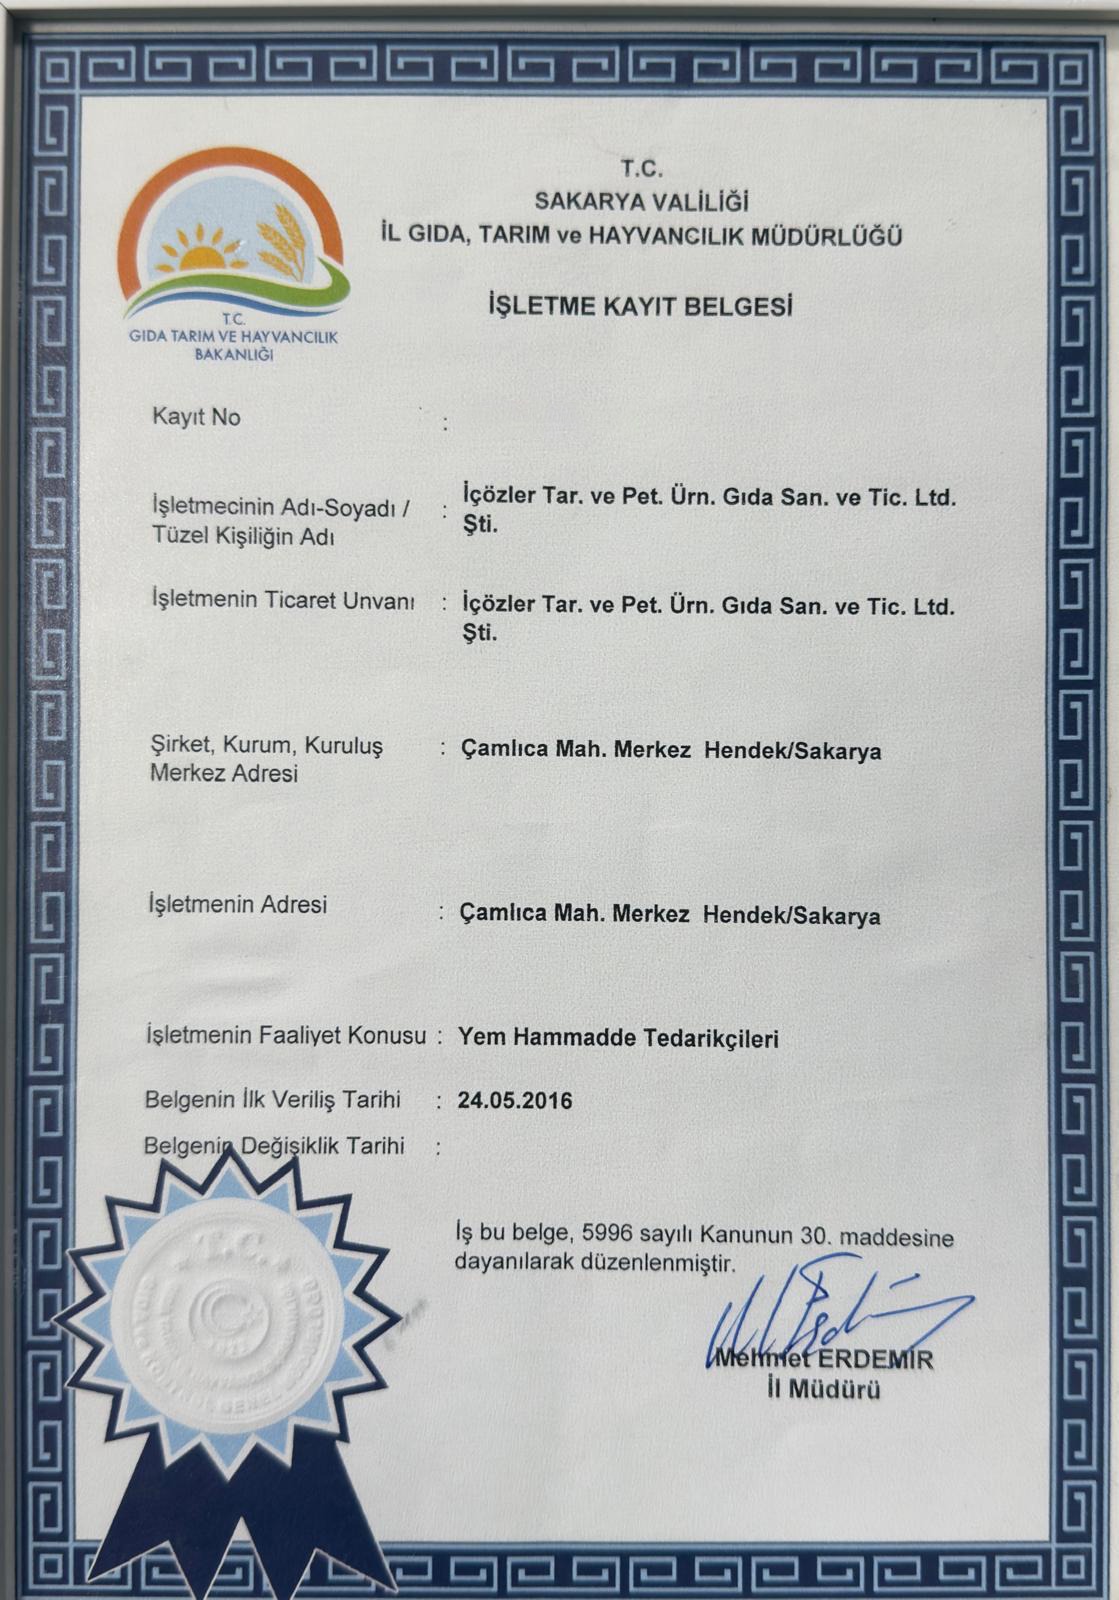 T.C.
SAKARYA VALİLİĞİ
İL GIDA, TARIM ve HAYVANCILIK MÜDÜRLÜĞÜ
İŞLETME KAYIT BELGESİ
T.C.
GIDA TARIM VE HAYVANCILIK
BAKANLIĞI
Kayıt No :
İşletmecinin Adı-Soyadı / : İçözler Tar. ve Pet. Ürn. Gıda San. ve Tic. Ltd.
Tüzel Kişiliğin Adı Şti.
İşletmenin Ticaret Unvanı : İçözler Tar. ve Pet. Ürn. Gıda San. ve Tic. Ltd.
Şti.
Şirket, Kurum, Kuruluş : Çamlıca Mah. Merkez Hendek/Sakarya
Merkez Adresi
İşletmenin Adresi : Çamlıca Mah. Merkez Hendek/Sakarya
İşletmenin Faaliyet Konusu : Yem Hammadde Tedarikçileri
Belgenin İlk Veriliş Tarihi : 24.05.2016
Belgenin Değişiklik Tarihi :
İş bu belge, 5996 sayılı Kanunun 30. maddesine
dayanılarak düzenlenmiştir.
Mehmet ERDEMİR
İl Müdürü
T.C.